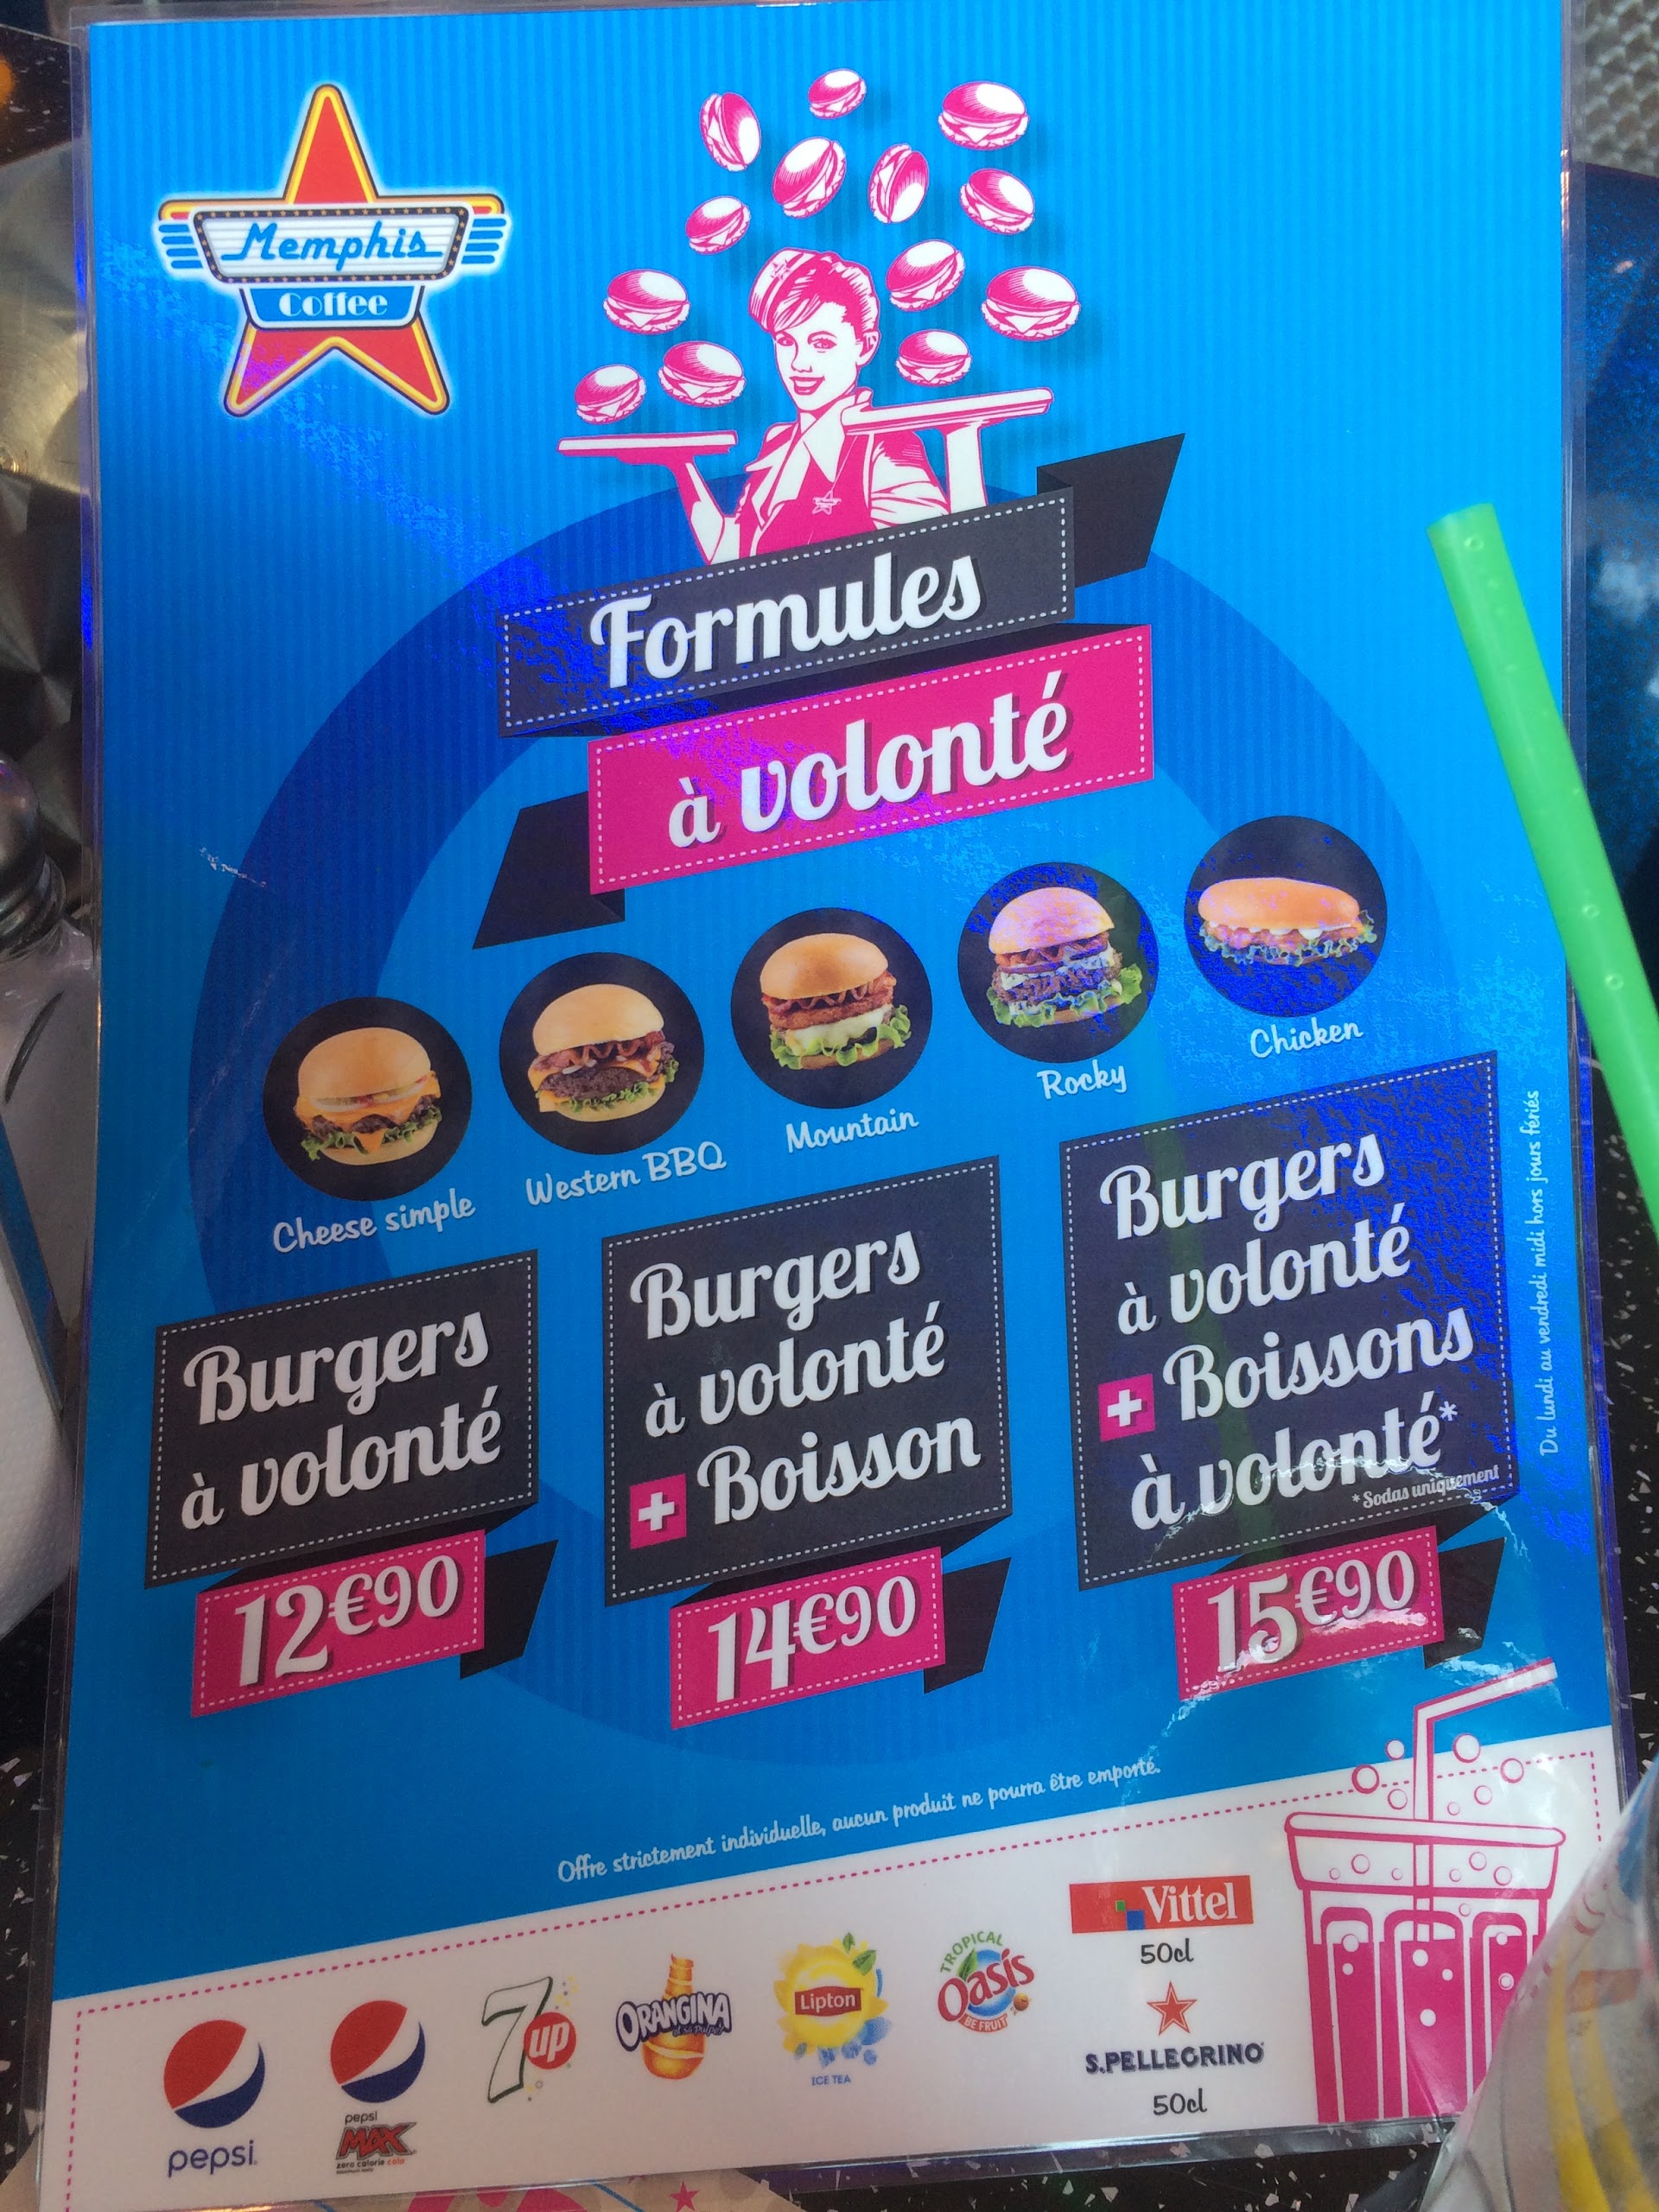 Memphis
Coffee
Formules
à volonté
Cheese simple
Western BBQ
Mountain
Rocky
Chicken
Burgers
à volonté
12€90
Burgers
à volonté
+ Boisson
14€90
Burgers
à volonté
+ Boissons
à volonté*
*Sodas uniquement
15€90
Du lundi au vendredi midi hors jours fériés
Offre strictement individuelle, aucun produit ne pourra être emporté.
pepsi
pepsi
MAX
zero calorie cola
7up
ORANGINA
Lipton
ICE TEA
TROPICAL
Oasis
BE FRUIT
Vittel
50cl
S.PELLEGRINO
50cl